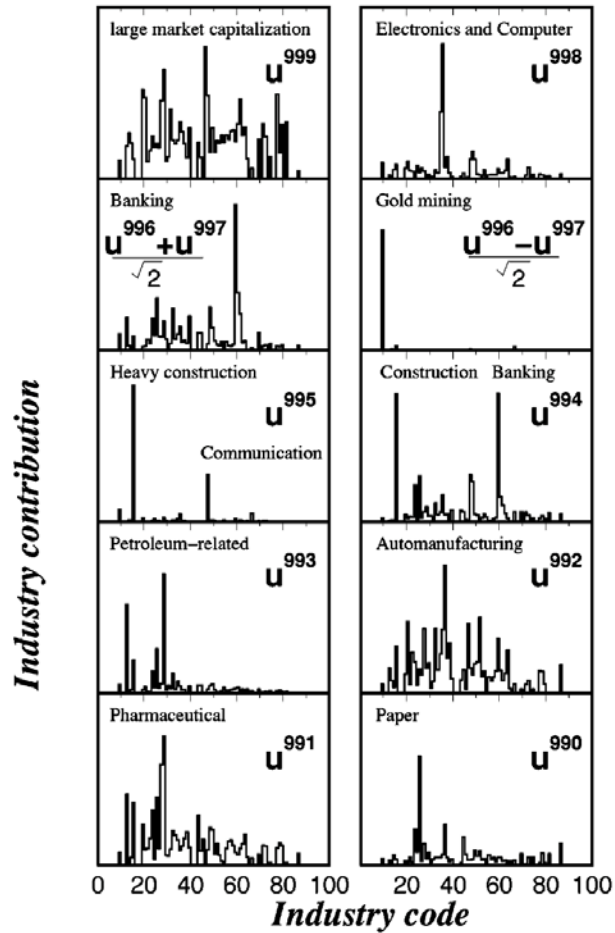 large market capitalization
u999
Electronics and Computer
u998
Banking
u996+u997
√2
Gold mining
u996−u997
√2
Heavy construction
u995
Communication
Construction Banking
u994
Petroleum−related
u993
Automanufacturing
u992
Pharmaceutical
u991
Paper
u990
0 20 40 60 80 100
20 40 60 80 100
Industry contribution
Industry code